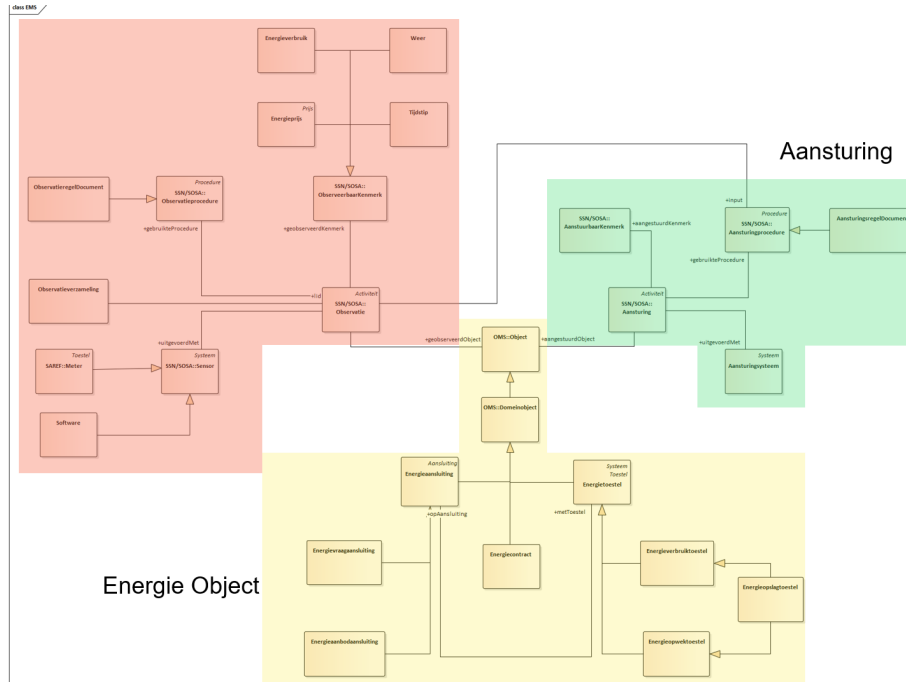 class EMS
Energieverbruik
Weer
Prijs
Energieprijs
Tijdstip
Aansturing
ObservatieregelDocument
Procedure
SSN/SOSA::
Observatieprocedure
SSN/SOSA::
ObserveerbaarKenmerk
+input
SSN/SOSA::
AanstuurbaarKenmerk
Procedure
SSN/SOSA::
Aansturingprocedure
AansturingsregelDocument
+gebruikteProcedure
+geobserveerdKenmerk
+aangestuurdKenmerk
+gebruikteProcedure
Observatieverzameling
+lid
Activiteit
SSN/SOSA::
Observatie
Activiteit
SSN/SOSA::
Aansturing
+uitgevoerdMet
+geobserveerdObject
OMS::Object
+aangestuurdObject
+uitgevoerdMet
Toestel
SAREF::Meter
Systeem
SSN/SOSA::Sensor
Systeem
Aansturingsysteem
Software
OMS::Domeinobject
Aansluiting
Energieaansluiting
Systeem
Toestel
Energietoestel
+opAansluiting
+metToestel
Energievraagaansluiting
Energiecontract
Energieverbruiktoestel
Energie Object
Energieopslagtoestel
Energieaanbodaansluiting
Energieopwektoestel